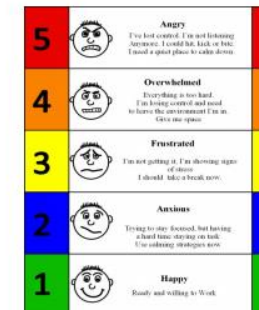 5
Angry
I've lost control. I'm not listening
Anymore. I could hit, kick or bite.
I need a quiet place to calm down.
4
Overwhelmed
Everything is too hard.
I'm losing control and need
to leave the environment I'm in.
Give me space
3
Frustrated
I'm not getting it, I'm showing signs
of stress
I should take a break now.
2
Anxious
Trying to stay focused, but having
a hard time staying on task
Use calming strategies now
1
Happy
Ready and willing to Work